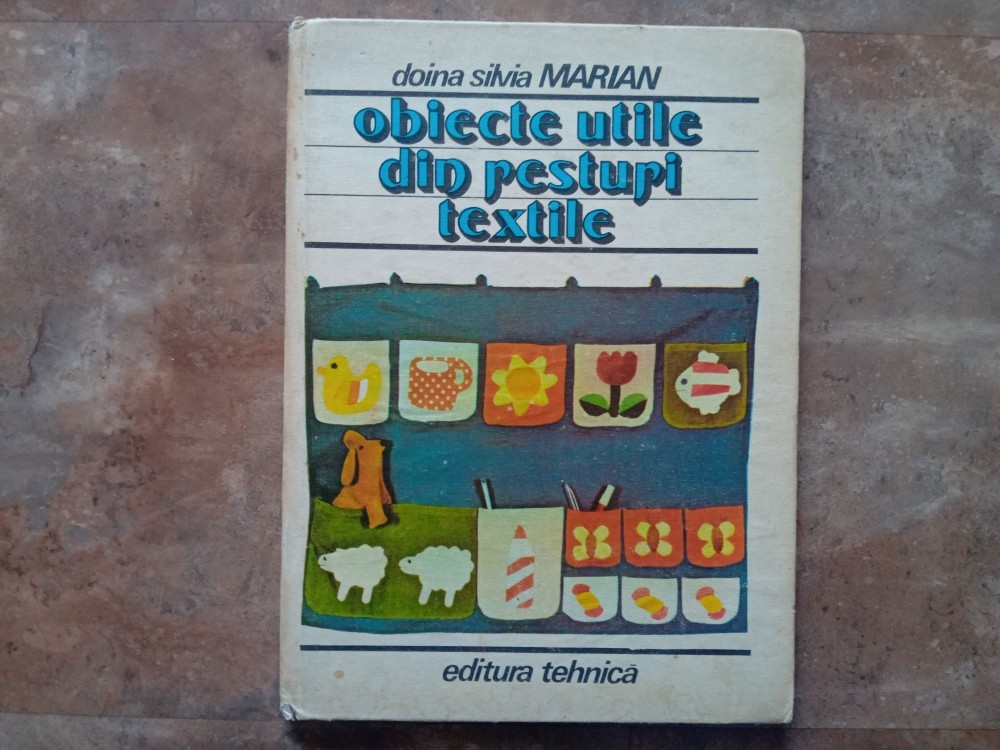 doina silvia MARIAN
obiecte utile
din resturi
textile
editura tehnică